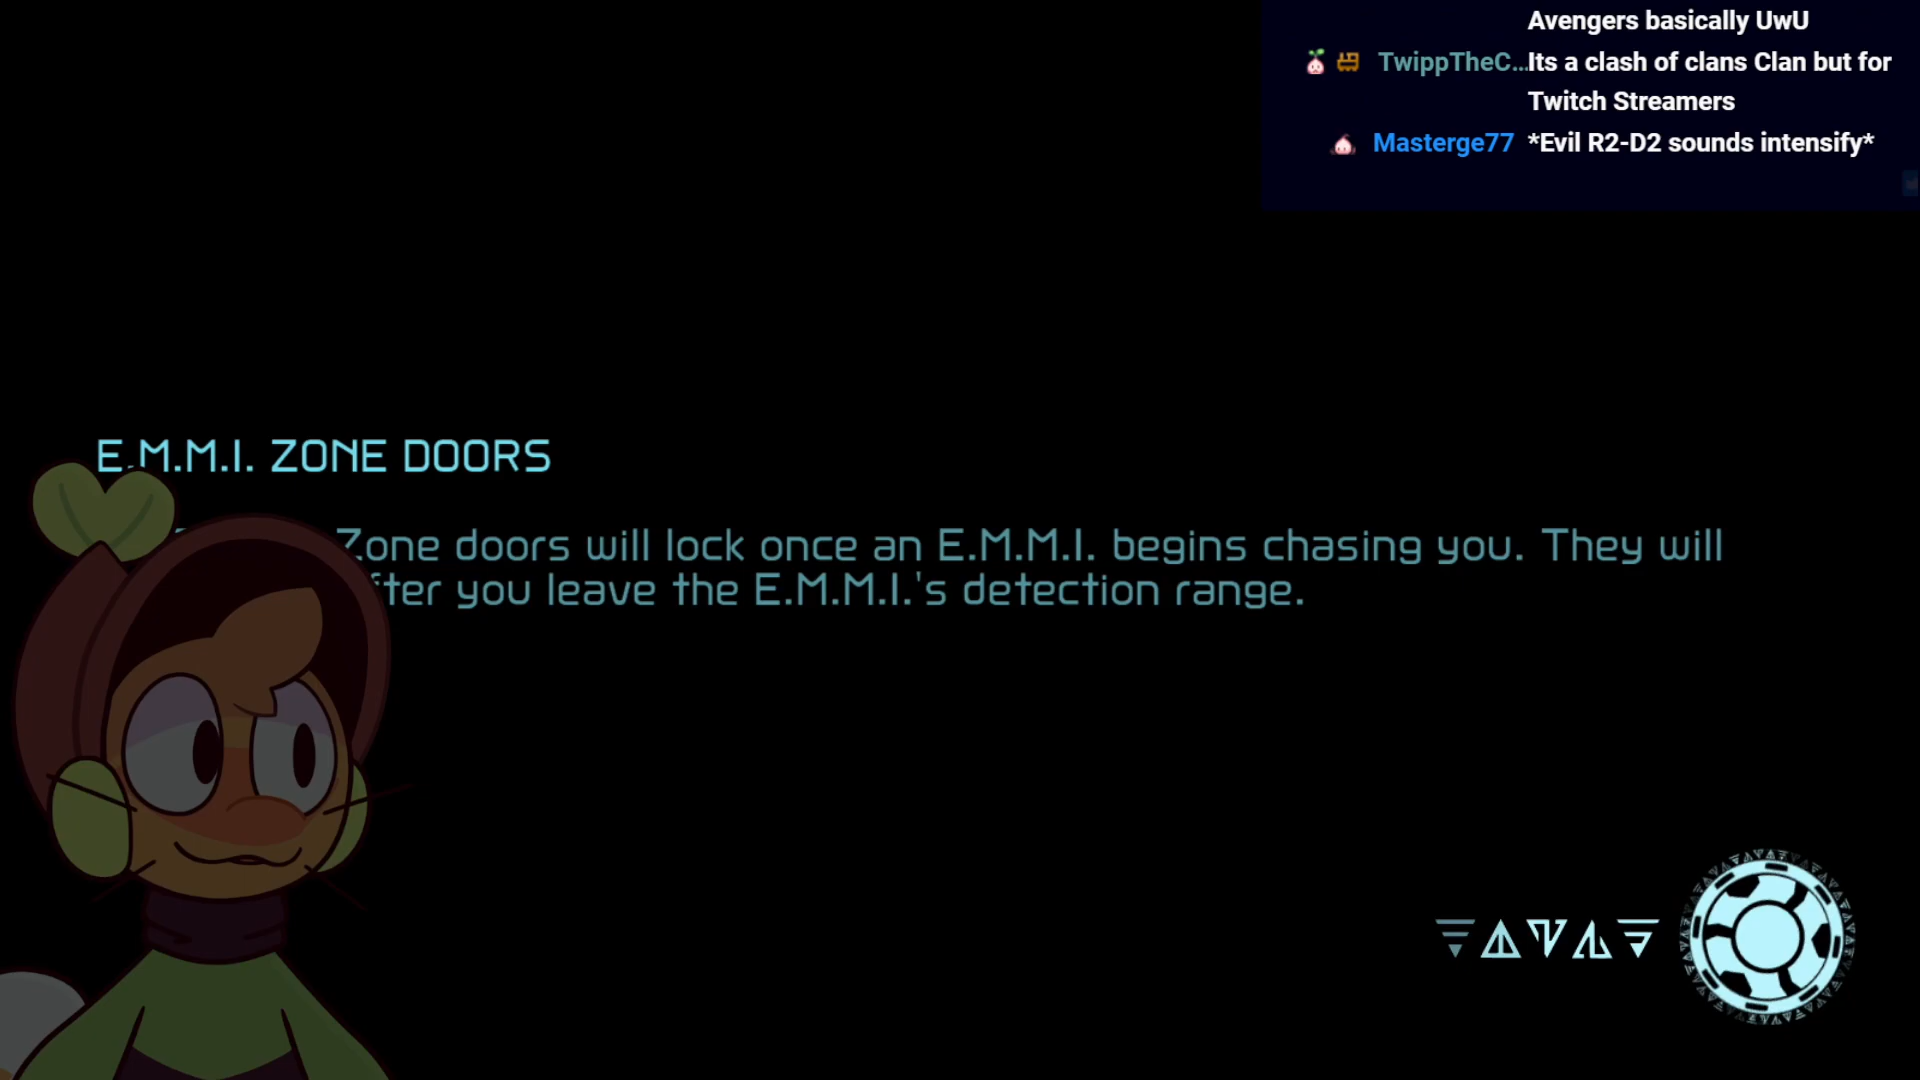 Avengers basically UwU
TwippTheC...Its a clash of clans Clan but for
Twitch Streamers
Masterge77 *Evil R2-D2 sounds intensify*
E.M.M.I. ZONE DOORS
Zone doors will lock once an E.M.M.I. begins chasing you. They will
fter you leave the E.M.M.I.'s detection range.